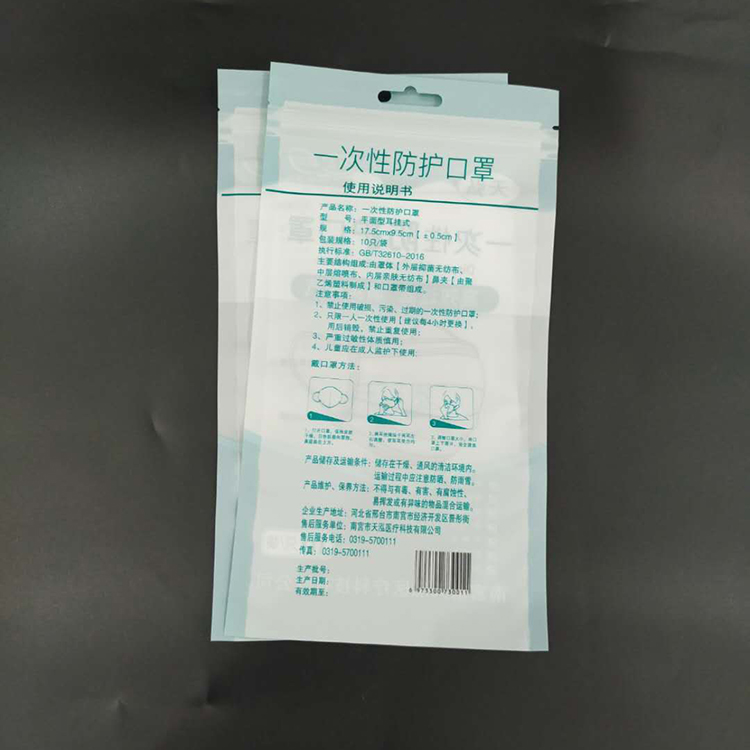 一次性防护口罩
使用说明书
产品名称：一次性防护口罩
型 号：平面型耳挂式
规 格：17.5cmx9.5cm【±0.5cm】
包装规格：10只/袋
执行标准：GB/T32610-2016
主要结构组成:由罩体【外层抑菌无纺布、
中层熔喷布、内层亲肤无纺布】鼻夹【由聚
乙烯塑料制成】和口罩带组成。
注意事项：
1、禁止使用破损、污染、过期的一次性防护口罩；
2、只限一人一次性使用【建议每4小时更换】，
用后销毁，禁止重复使用；
3、严重过敏性体质慎用；
4、儿童应在成人监护下使用；
戴口罩方法：
1
2
3
产品储存及运输条件：储存在干燥、通风的清洁环境内。
运输过程中应注意防晒、防雨雪。
产品维护、保养方法：不得与有毒、有害、有腐蚀性、
易挥发或有异味的物品混合运输。
企业生产地址：河北省邢台市南宫市经济开发区普彤街
售后服务单位：南宫市天泓医疗科技有限公司
售后服务电话：0319-5700111
传真：0319-5700111
生产批号：
生产日期：
有效期至：
6 973300 730011